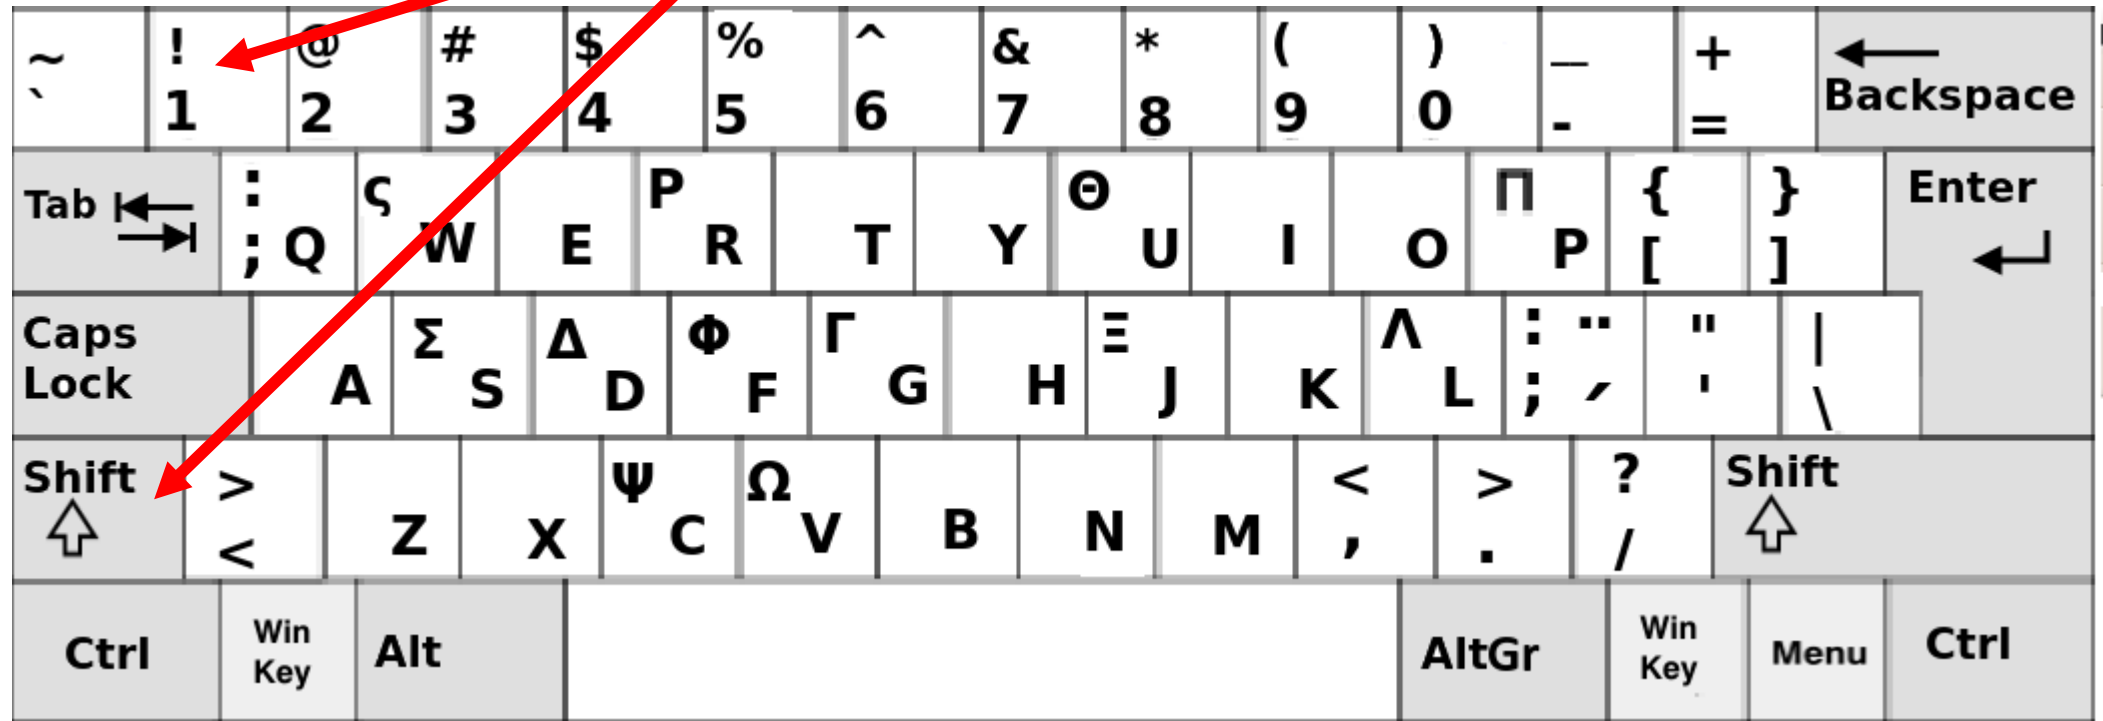 ~ ! @ # $ % ^ & * ( ) _ +
` 1 2 3 4 5 6 7 8 9 0 - = Backspace
Tab : ς Ρ Θ Π { } Enter
; Q W E R T Y U I O P [ ]
Caps Σ Δ Φ Γ Ξ Λ : ¨ " |
Lock A S D F G H J K L ; ΄ ' \
Shift > Ψ Ω < > ? Shift
< Z X C V B N M , . /
Ctrl Win Key Alt AltGr Win Key Menu Ctrl